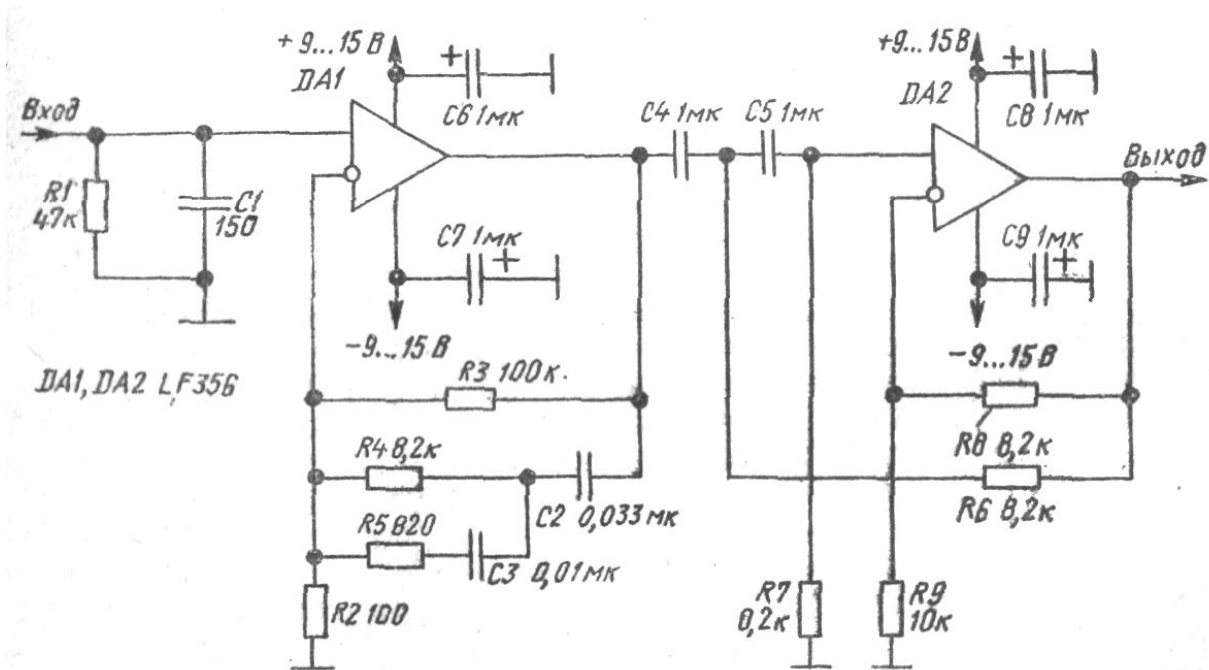 +9...15 В
DA1
C6 1мк
Вход
R1
47к
C1
150
C7 1мк
-9...15 В
DA1, DA2 LF356
R3 100к.
R4 8,2к
C2 0,033 мк
R5 820
C3 0,01мк
R2 100
C4 1мк
C5 1мк
+9...15 В
DA2
C8 1мк
Выход
C9 1мк
-9...15 В
R8 8,2к
R6 8,2к
R7
0,2к
R9
10к